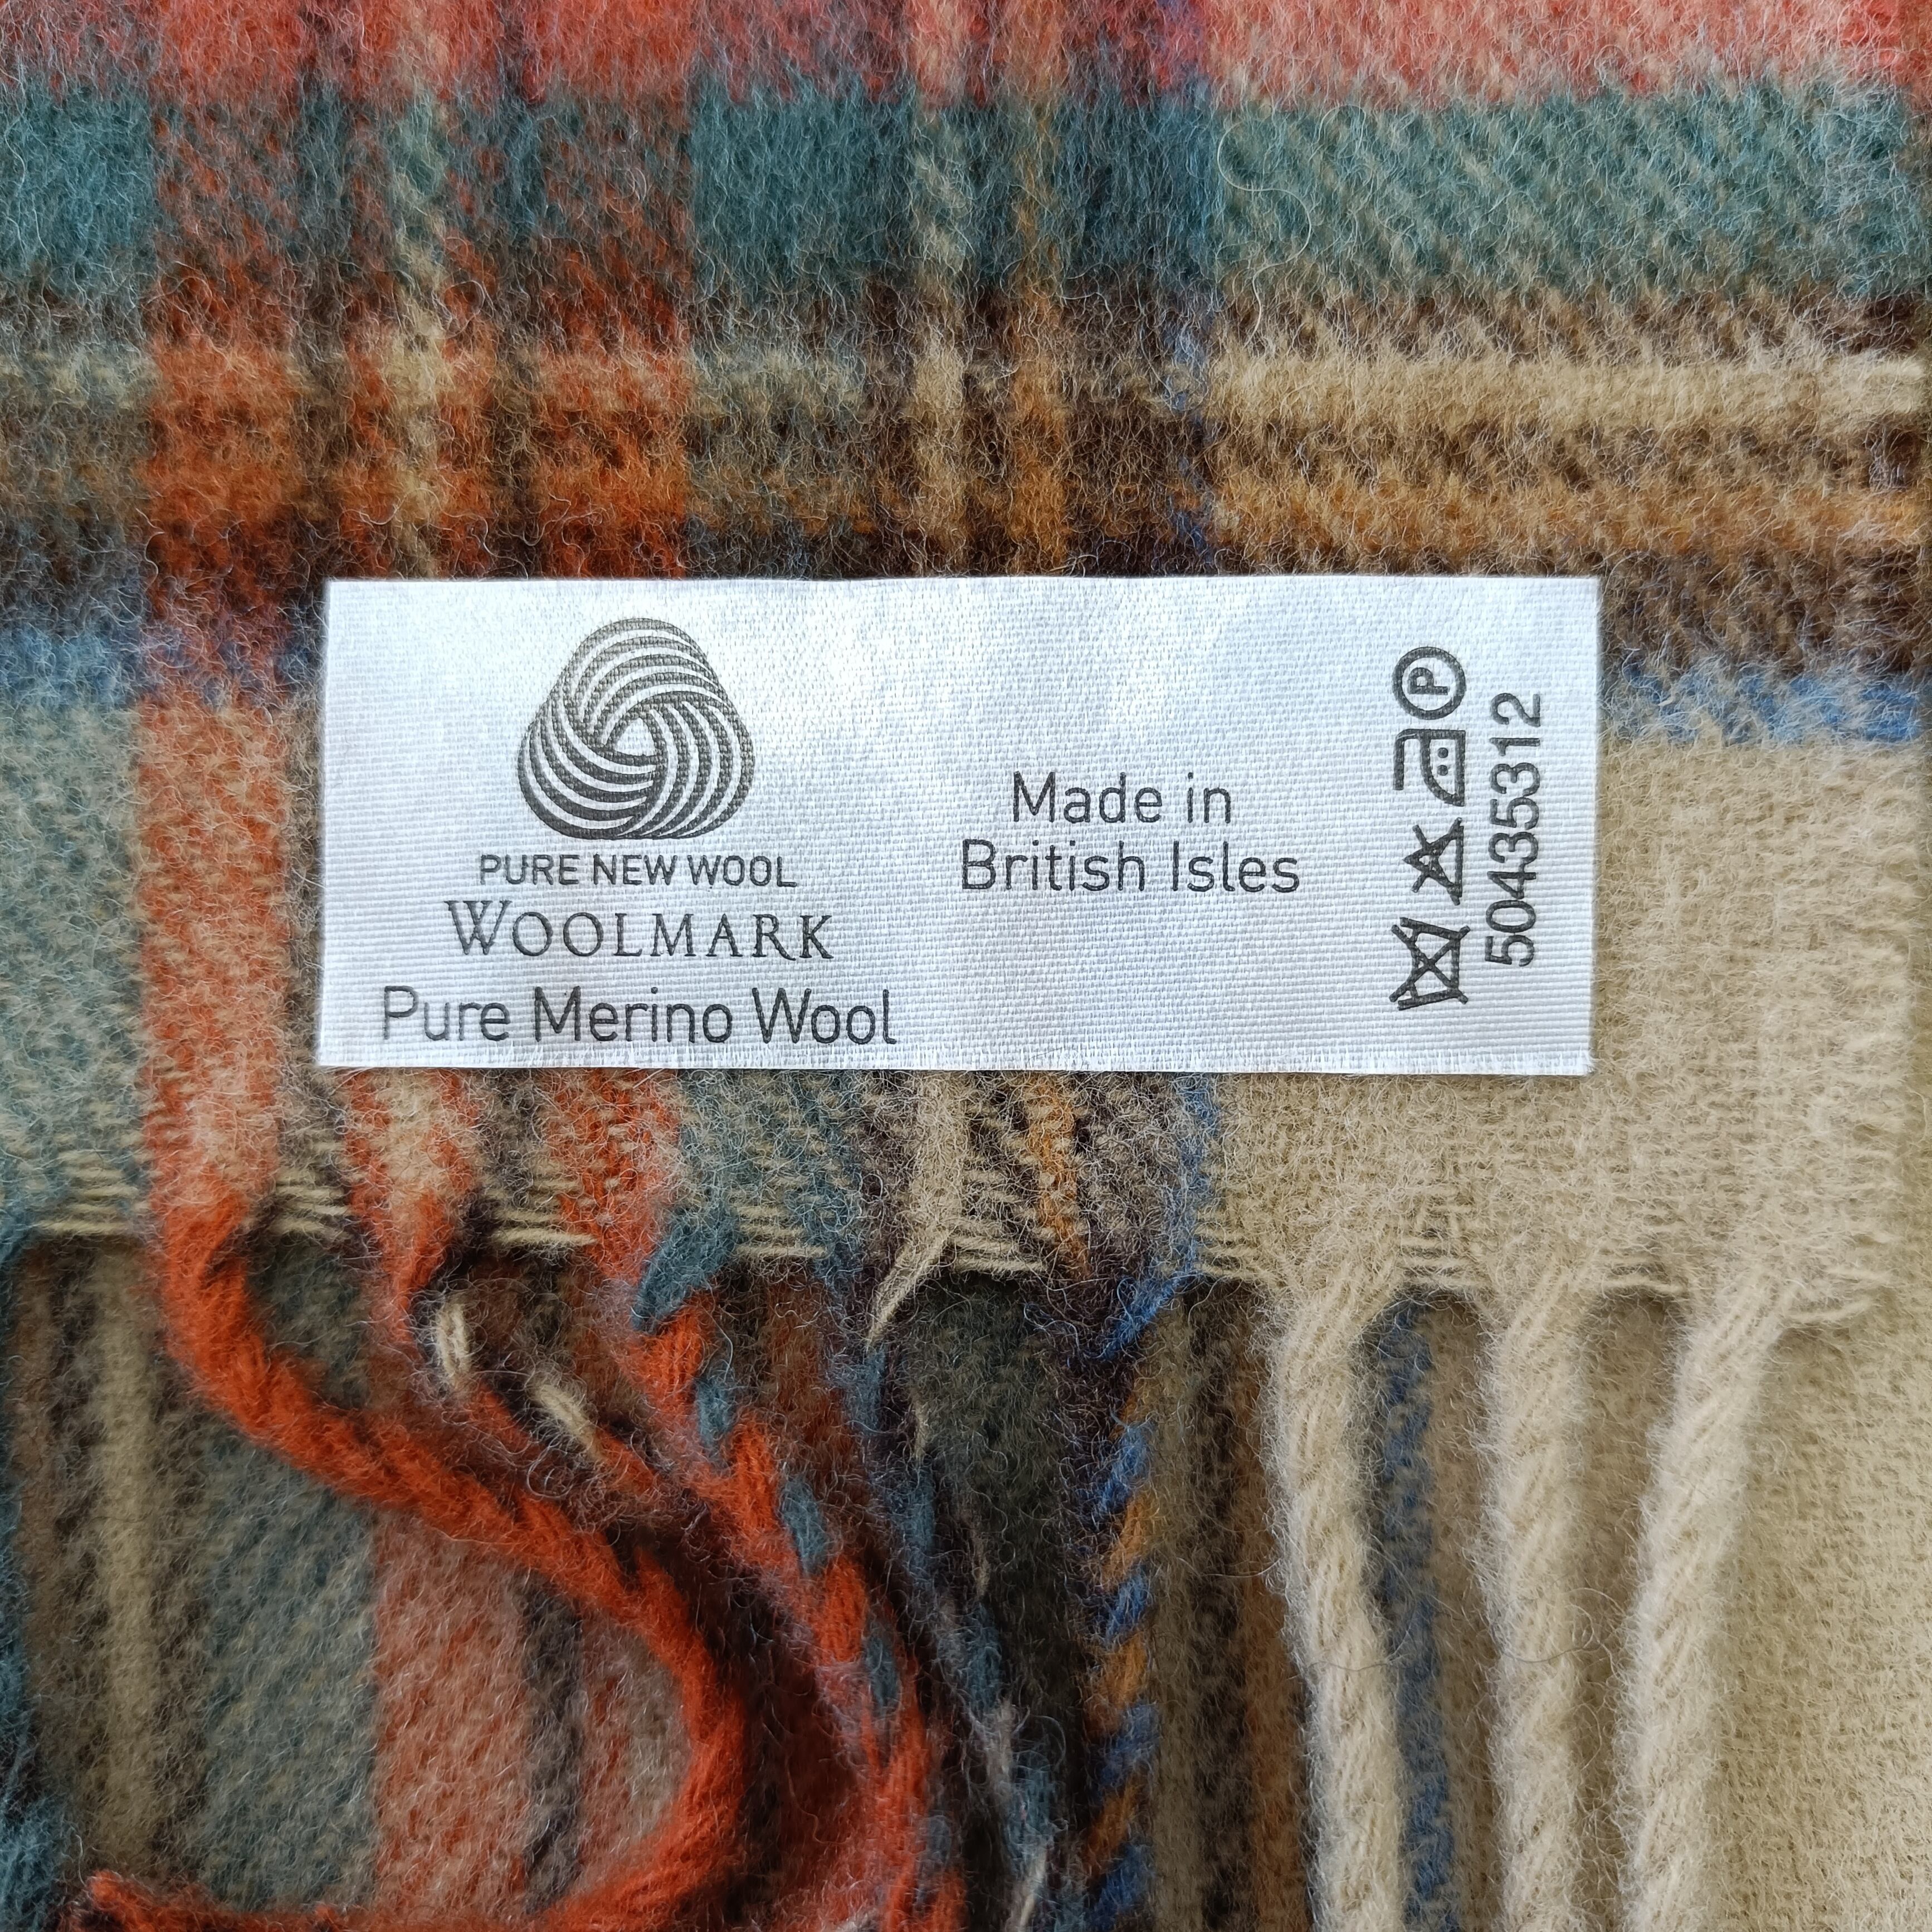 PURE NEW WOOL
WOOLMARK
Pure Merino Wool
Made in
British Isles
P
50435312